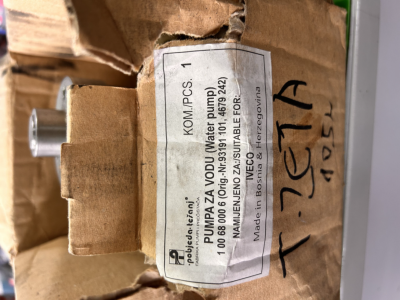 pobjeda-tešanj
KOM./PCS. 1
PUMPA ZA VODU (Water pump)
1 00 68 000 6 (Orig.-Nr.93191 101, 4679 242)
NAMIJENJENO ZA:/SUITABLE FOR:
IVECO
Made in Bosnia & Herzegovina
T. ZETA